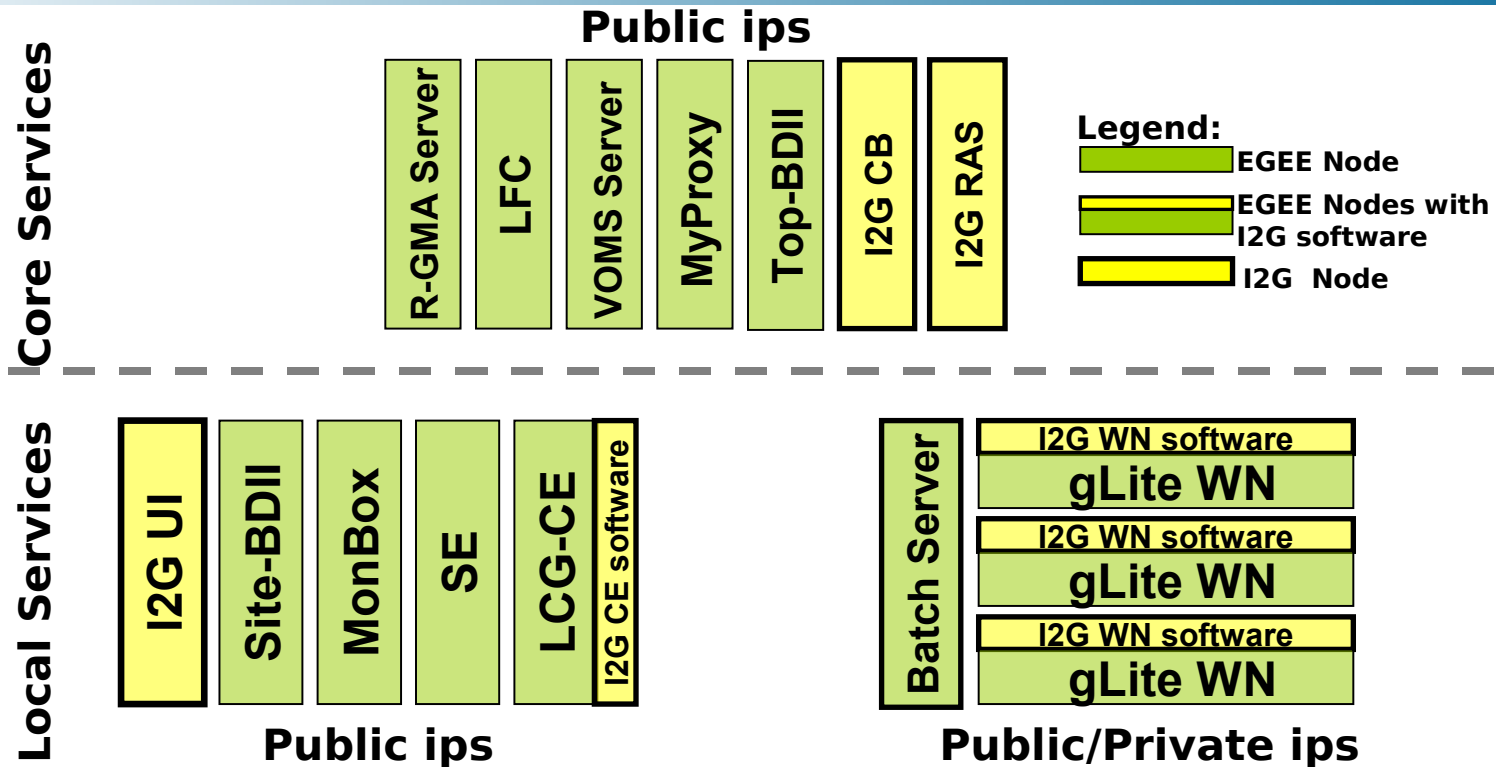 Public ips
Core Services
R-GMA Server
LFC
VOMS Server
MyProxy
Top-BDII
I2G CB
I2G RAS
Legend:
EGEE Node
EGEE Nodes with
I2G software
I2G Node
Local Services
I2G UI
Site-BDII
MonBox
SE
LCG-CE
I2G CE software
Batch Server
I2G WN software
gLite WN
I2G WN software
gLite WN
I2G WN software
gLite WN
Public ips
Public/Private ips